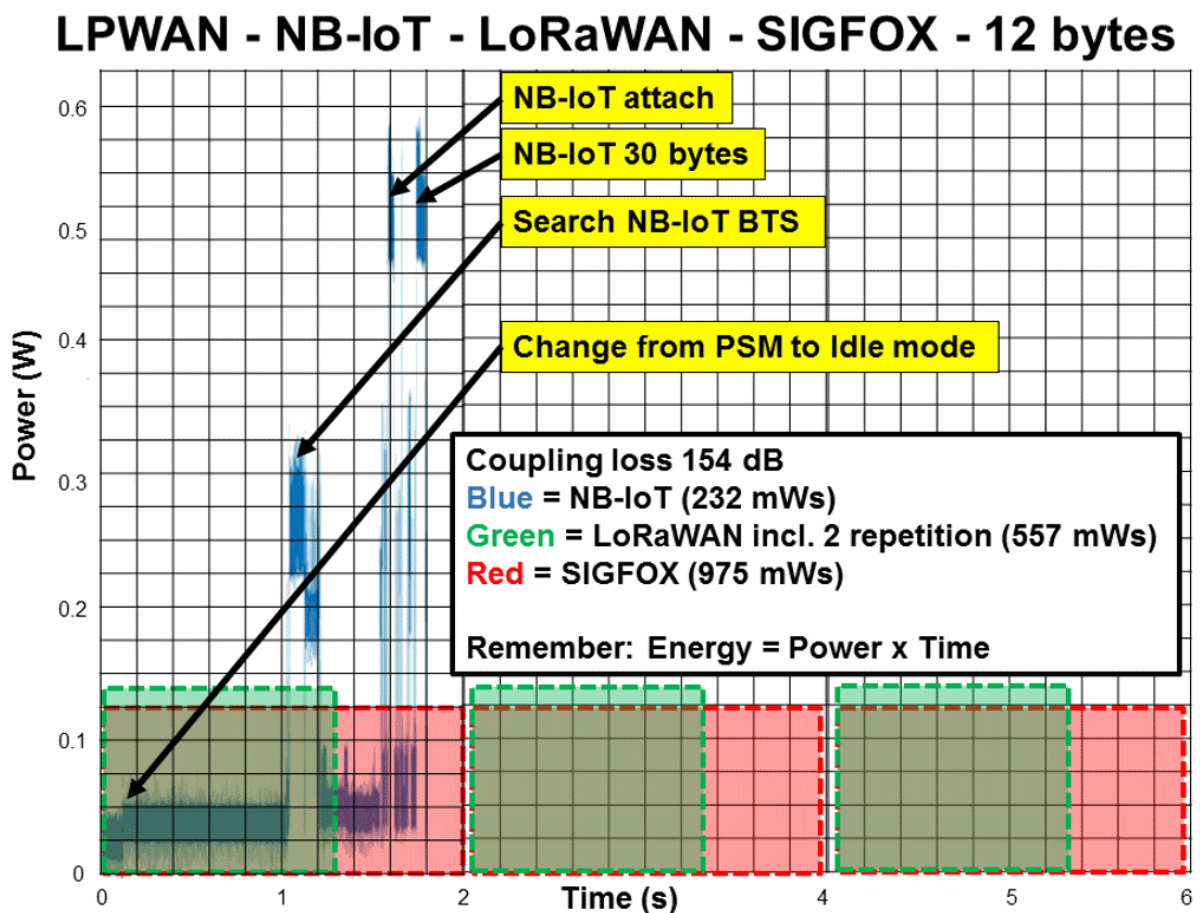 LPWAN - NB-IoT - LoRaWAN - SIGFOX - 12 bytes
NB-IoT attach
NB-IoT 30 bytes
Search NB-IoT BTS
Change from PSM to Idle mode
Coupling loss 154 dB
Blue = NB-IoT (232 mWs)
Green = LoRaWAN incl. 2 repetition (557 mWs)
Red = SIGFOX (975 mWs)
Remember: Energy = Power x Time
Power (W)
0.6
0.5
0.4
0.3
0.2
0.1
0
0 1 2 4 5 6
Time (s)